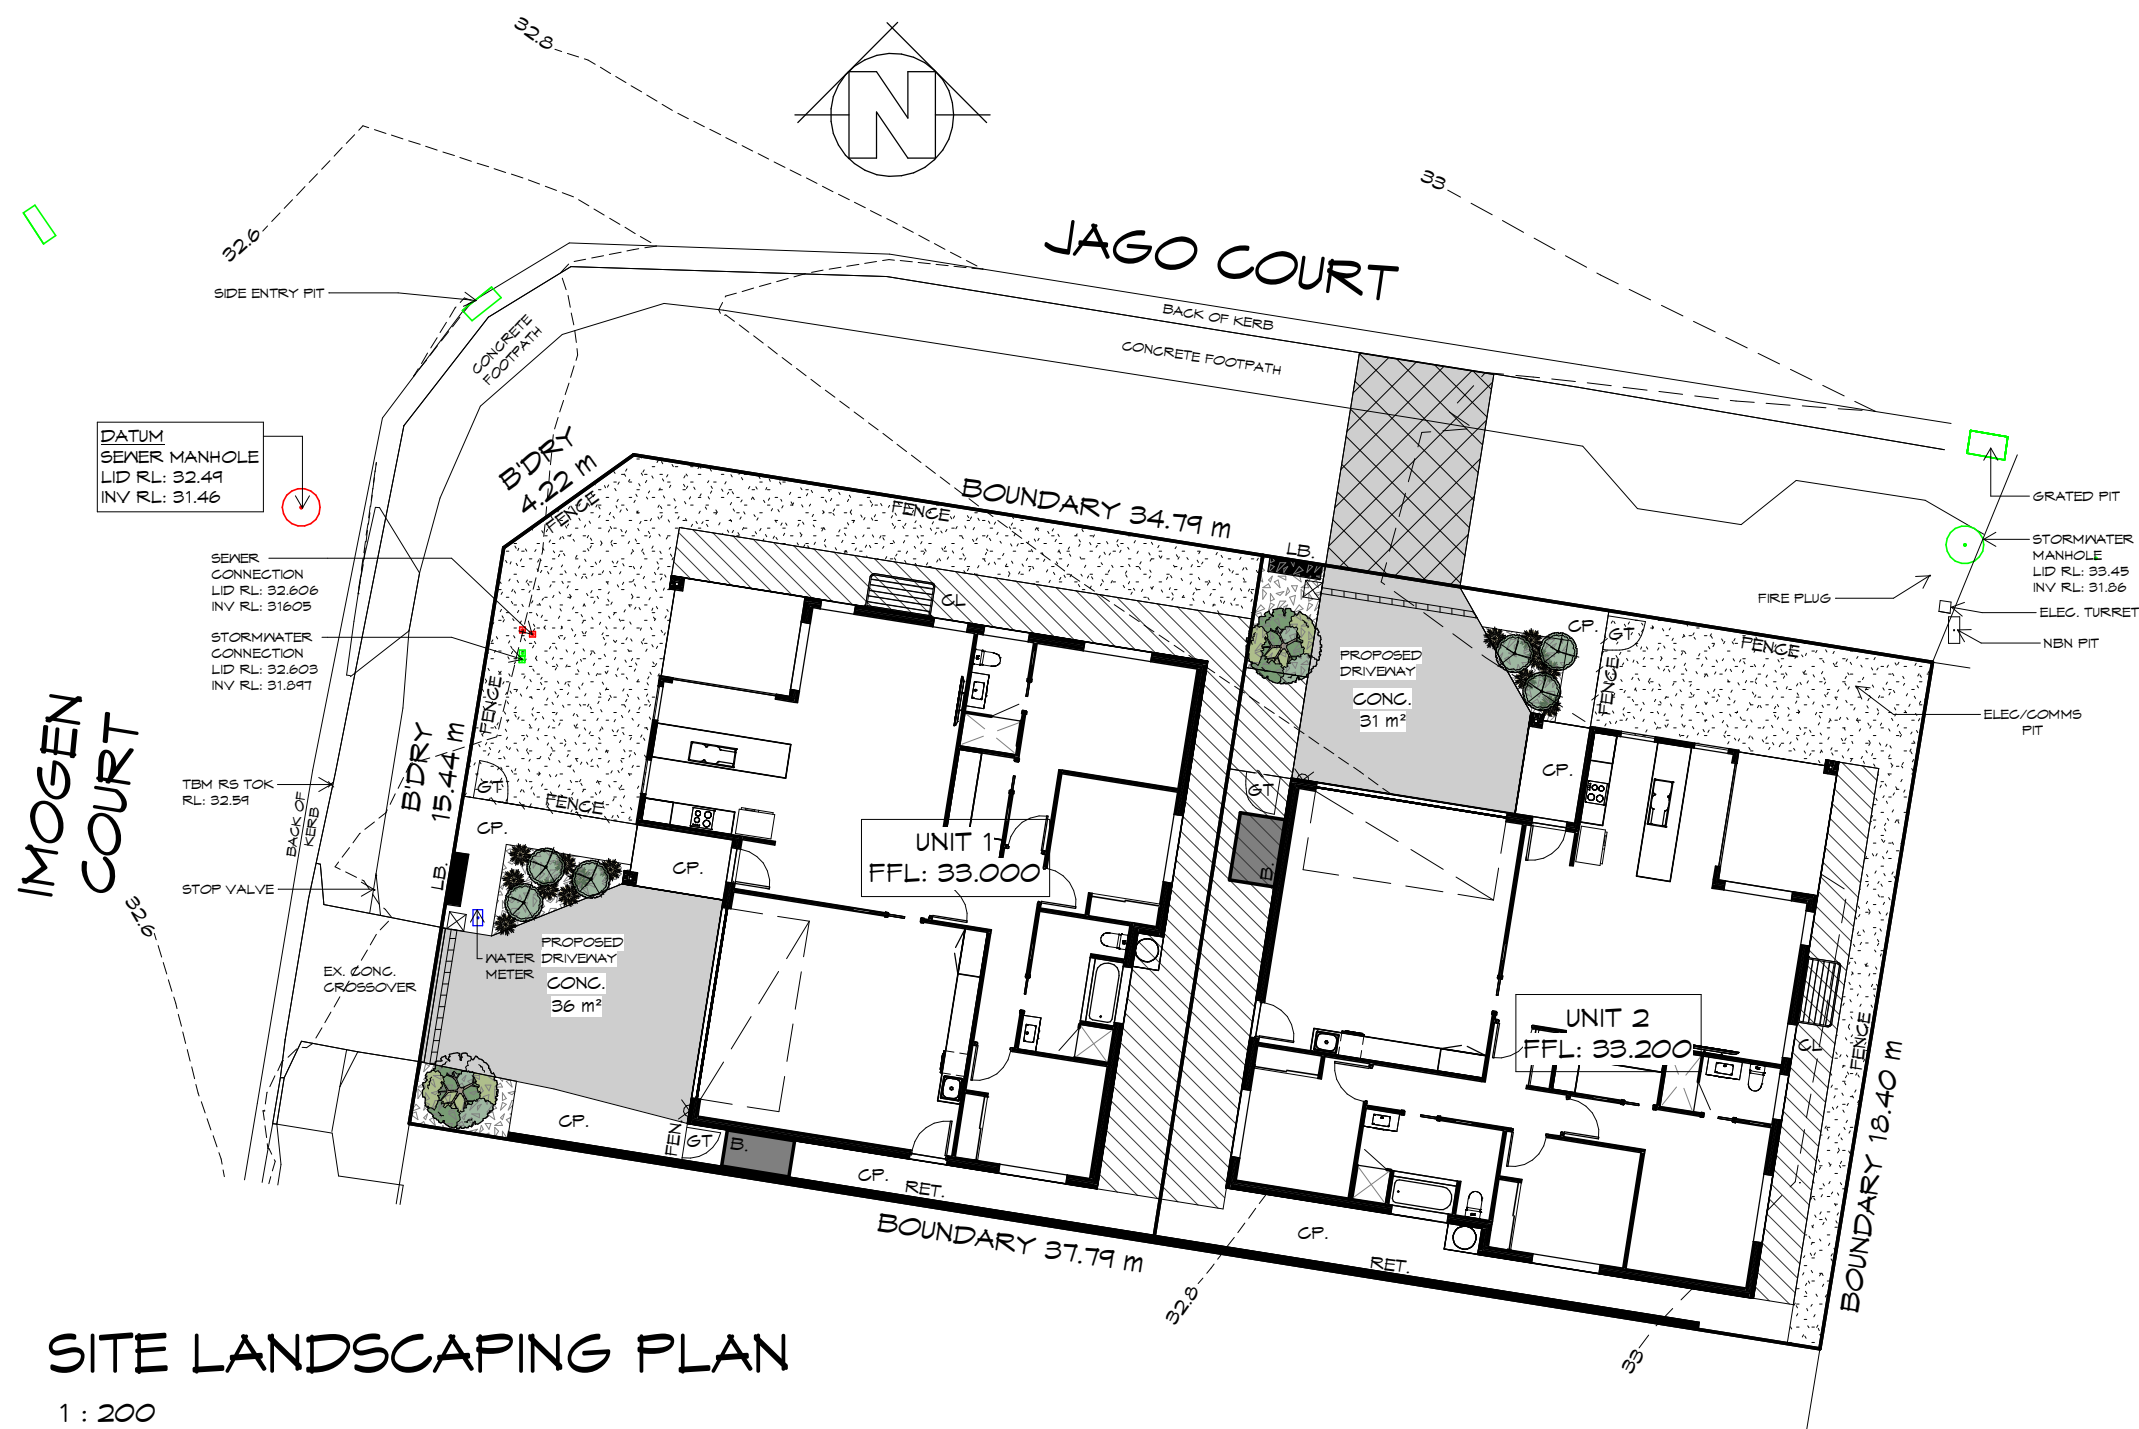 32.8
N
33
32.6
JAGO COURT
SIDE ENTRY PIT
BACK OF KERB
CONCRETE
FOOTPATH
CONCRETE FOOTPATH
DATUM
SEWER MANHOLE
LID RL: 32.49
INV RL: 31.46
B'DRY
4.22 m
FENCE
BOUNDARY 34.79 m
FENCE
GRATED PIT
STORMWATER
MANHOLE
LID RL: 33.45
INV RL: 31.86
LB.
SEWER
CONNECTION
LID RL: 32.606
INV RL: 31605
FIRE PLUG
ELEC. TURRET
NBN PIT
CL
CP.
GT
FENCE
STORMWATER
CONNECTION
LID RL: 32.603
INV RL: 31.897
PROPOSED
DRIVEWAY
CONC.
31 m²
FENCE
FENCE
ELEC/COMMS
PIT
IMOGEN
COURT
B'DRY
15.44 m
TBM RS TOK
RL: 32.59
BACK OF
KERB
GT
FENCE
CP.
CP.
GT
UNIT 1
FFL: 33.000
CP.
B.
LB.
STOP VALVE
32.6
PROPOSED
DRIVEWAY
CONC.
36 m²
WATER
METER
EX. CONC.
CROSSOVER
UNIT 2
FFL: 33.200
CL
FENCE
BOUNDARY 18.40 m
CP.
FEN
GT
B.
CP.
RET.
BOUNDARY 37.79 m
CP.
RET.
32.8
33
SITE LANDSCAPING PLAN
1 : 200